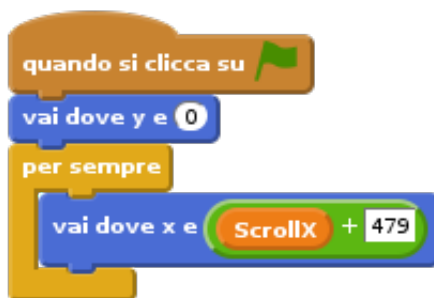 quando si clicca su
vai dove y e 0
per sempre
vai dove x e ScrollX + 479